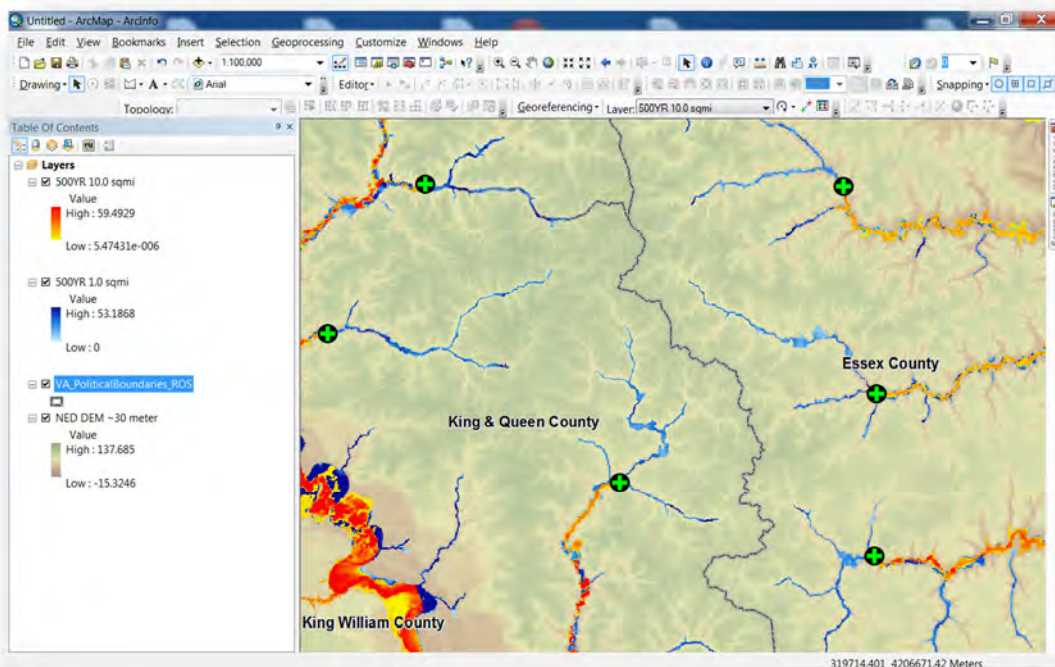 Untitled - ArcMap - ArcInfo
File Edit View Bookmarks Insert Selection Geoprocessing Customize Windows Help
1:100,000
Drawing
A
Arial
Editor
Snapping
Topology:
Georeferencing
Layer: 500YR 10.0 sqmi
Table Of Contents
Layers
500YR 10.0 sqmi
Value
High : 59.4929
Low : 5.47431e-006
500YR 1.0 sqmi
Value
High : 53.1868
Low : 0
VA_PoliticalBoundaries_ROS
NED DEM ~30 meter
Value
High : 137.685
Low : -15.3246
Essex County
King & Queen County
King William County
319714.401 4206671.42 Meters